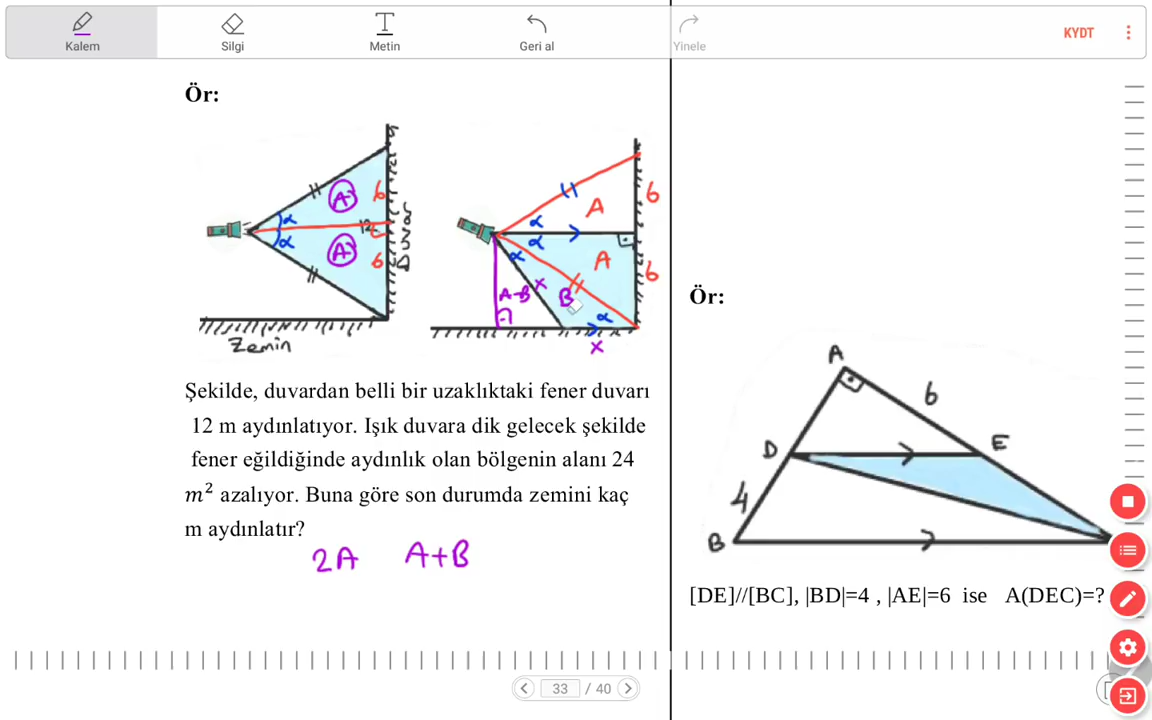 Kalem
Silgi
Metin
Geri al
Yinele
KYDT
Ör:
α
α
A
A
6
12
6
Duvar
Zemin
α
α
α
A
A
6
6
A-B
x
B
α
x
Şekilde, duvardan belli bir uzaklıktaki fener duvarı
12 m aydınlatıyor. Işık duvara dik gelecek şekilde
fener eğildiğinde aydınlık olan bölgenin alanı 24
m² azalıyor. Buna göre son durumda zemini kaç
m aydınlatır?
2A A+B
Ör:
A
6
D
E
4
B
[DE]//[BC], |BD|=4 , |AE|=6 ise A(DEC)=?
33 / 40